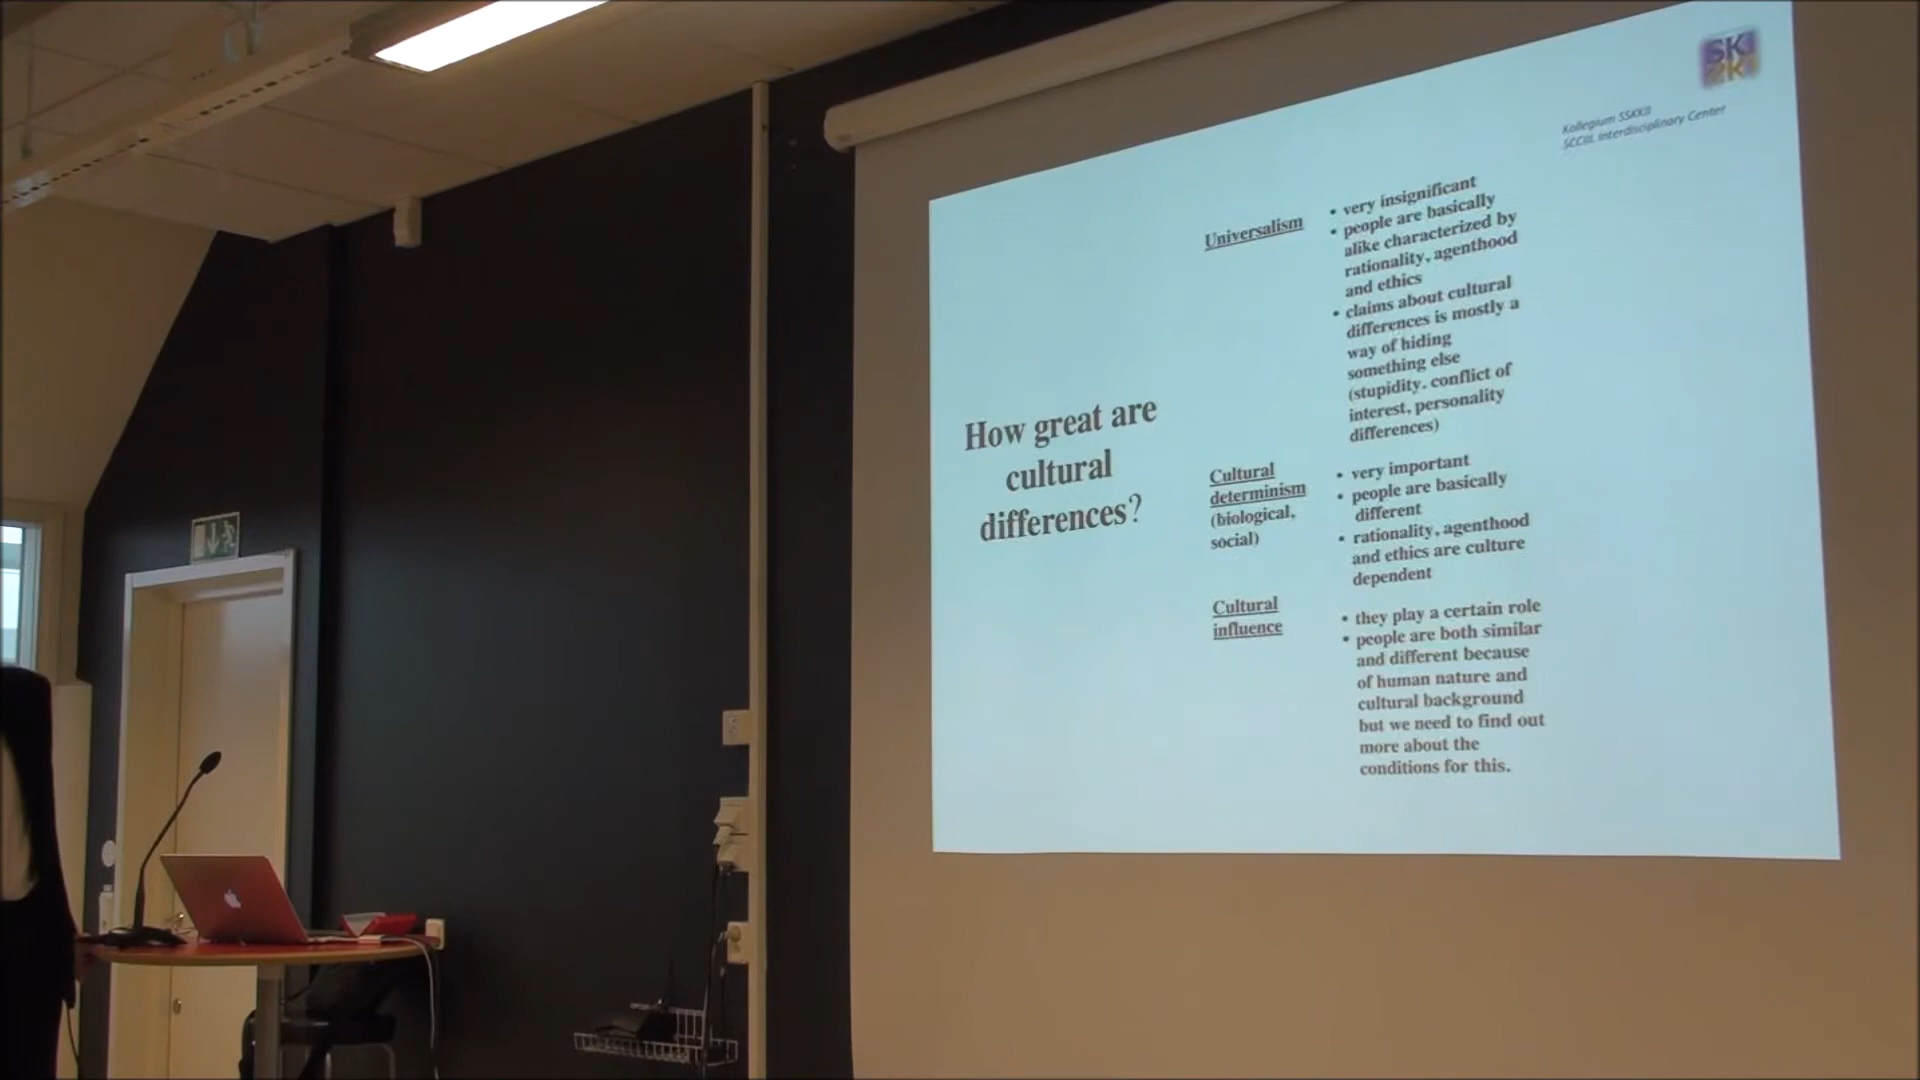 SKI
Kollegium SSKKII
SCCIIL Interdisciplinary Center
How great are
cultural
differences?
Universalism
• very insignificant
• people are basically
alike characterized by
rationality, agenthood
and ethics
• claims about cultural
differences is mostly a
way of hiding
something else
(stupidity, conflict of
interest, personality
differences)
Cultural
determinism
(biological,
social)
• very important
• people are basically
different
• rationality, agenthood
and ethics are culture
dependent
Cultural
influence
• they play a certain role
• people are both similar
and different because
of human nature and
cultural background
but we need to find out
more about the
conditions for this.